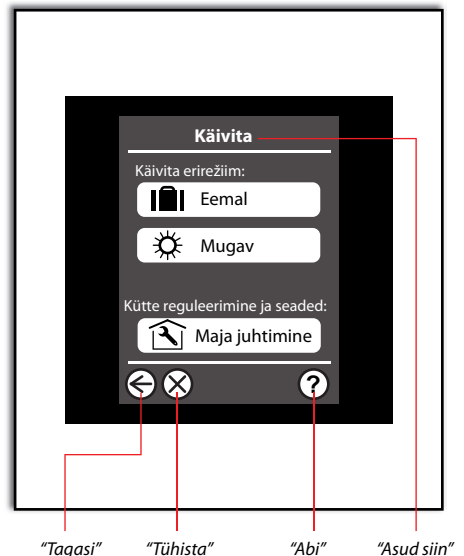 Käivita
Käivita erirežiim:
Eemal
Mugav
Kütte reguleerimine ja seaded:
Maja juhtimine
?
"Tagasi" "Tühista" "Abi" "Asud siin"